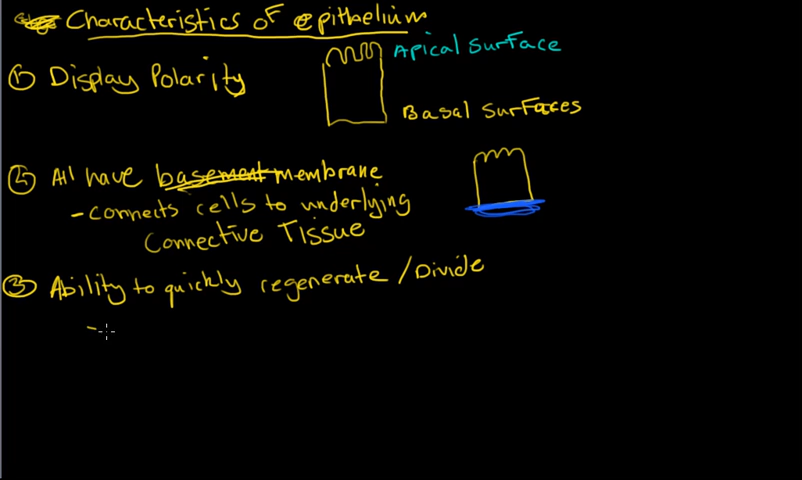 Characteristics of epithelium
① Display Polarity
Apical Surface
Basal Surfaces
② All have basement membrane
- connects cells to underlying
Connective Tissue
③ Ability to quickly regenerate / Divide
-